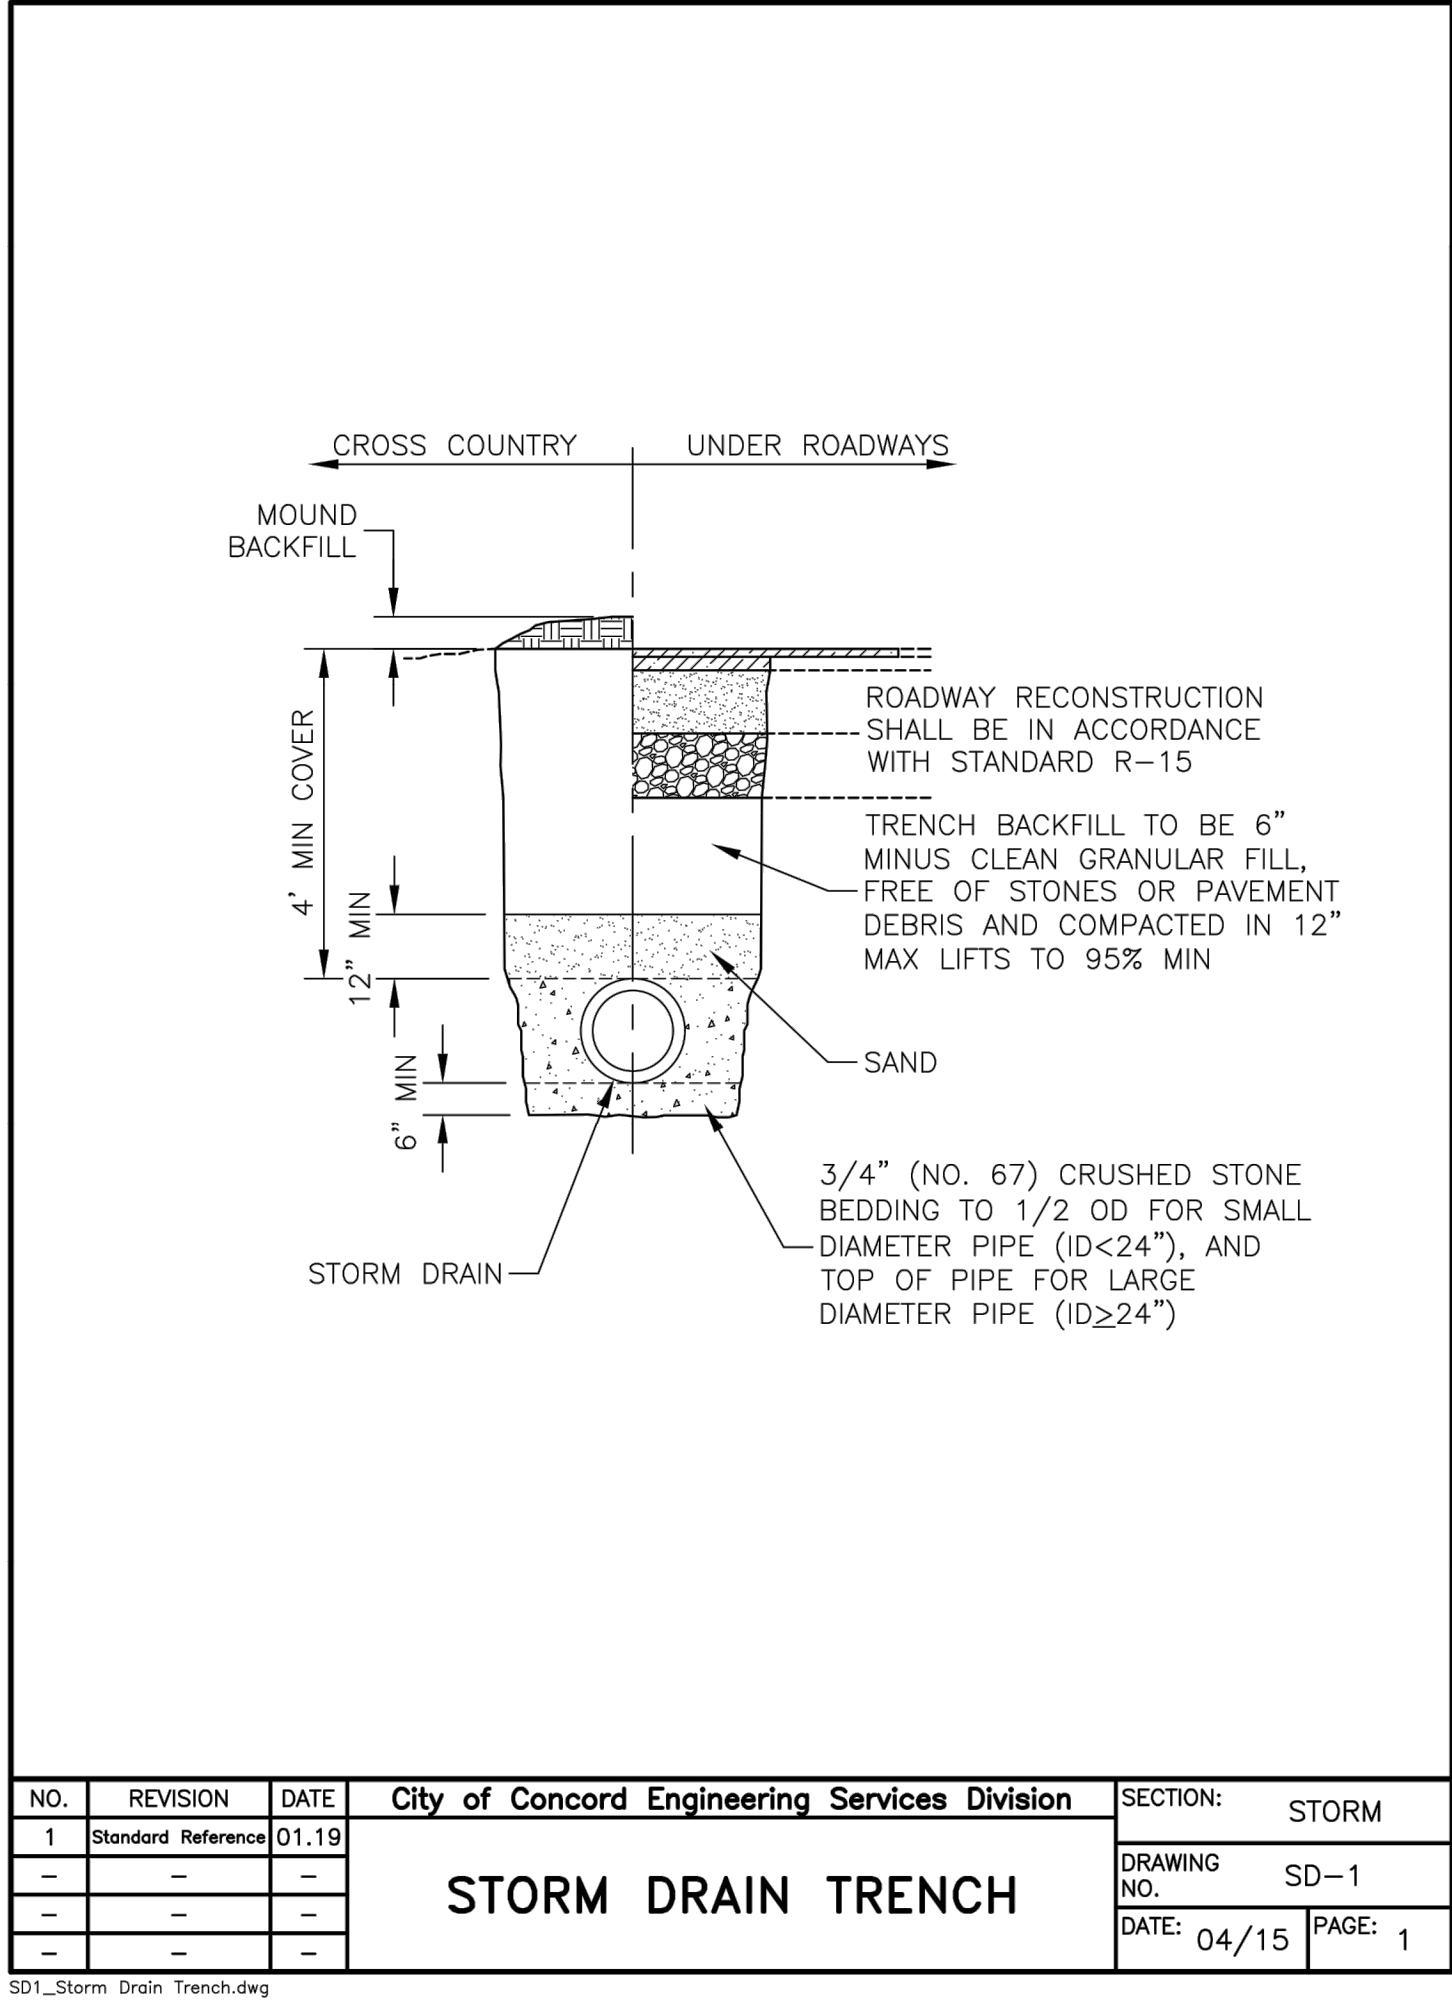 CROSS COUNTRY
UNDER ROADWAYS
MOUND
BACKFILL
4' MIN COVER
12" MIN
6" MIN
ROADWAY RECONSTRUCTION
SHALL BE IN ACCORDANCE
WITH STANDARD R-15
TRENCH BACKFILL TO BE 6"
MINUS CLEAN GRANULAR FILL,
FREE OF STONES OR PAVEMENT
DEBRIS AND COMPACTED IN 12"
MAX LIFTS TO 95% MIN
SAND
3/4" (NO. 67) CRUSHED STONE
BEDDING TO 1/2 OD FOR SMALL
DIAMETER PIPE (ID<24"), AND
TOP OF PIPE FOR LARGE
DIAMETER PIPE (ID≥24")
STORM DRAIN
NO. REVISION DATE
1 Standard Reference 01.19
- - -
- - -
- - -
City of Concord Engineering Services Division
STORM DRAIN TRENCH
SECTION: STORM
DRAWING
NO. SD-1
DATE: 04/15 PAGE: 1
SD1_Storm Drain Trench.dwg